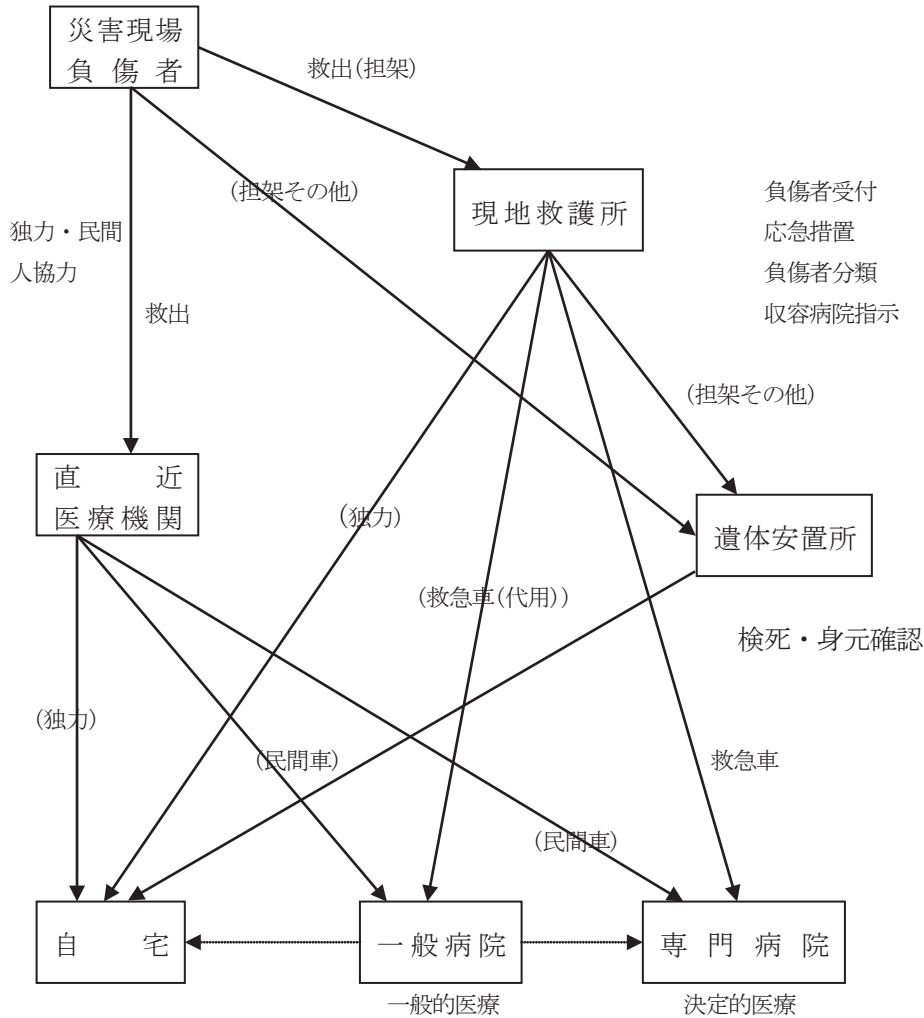 災害現場
負傷者
救出(担架)
(担架その他)
現地救護所
負傷者受付
応急措置
負傷者分類
収容病院指示
独力・民間
人協力
救出
(担架その他)
直近
医療機関
(独力)
遺体安置所
(救急車(代用))
検死・身元確認
(独力)
(民間車)
救急車
(民間車)
自宅
一般病院
専門病院
一般的医療
決定的医療